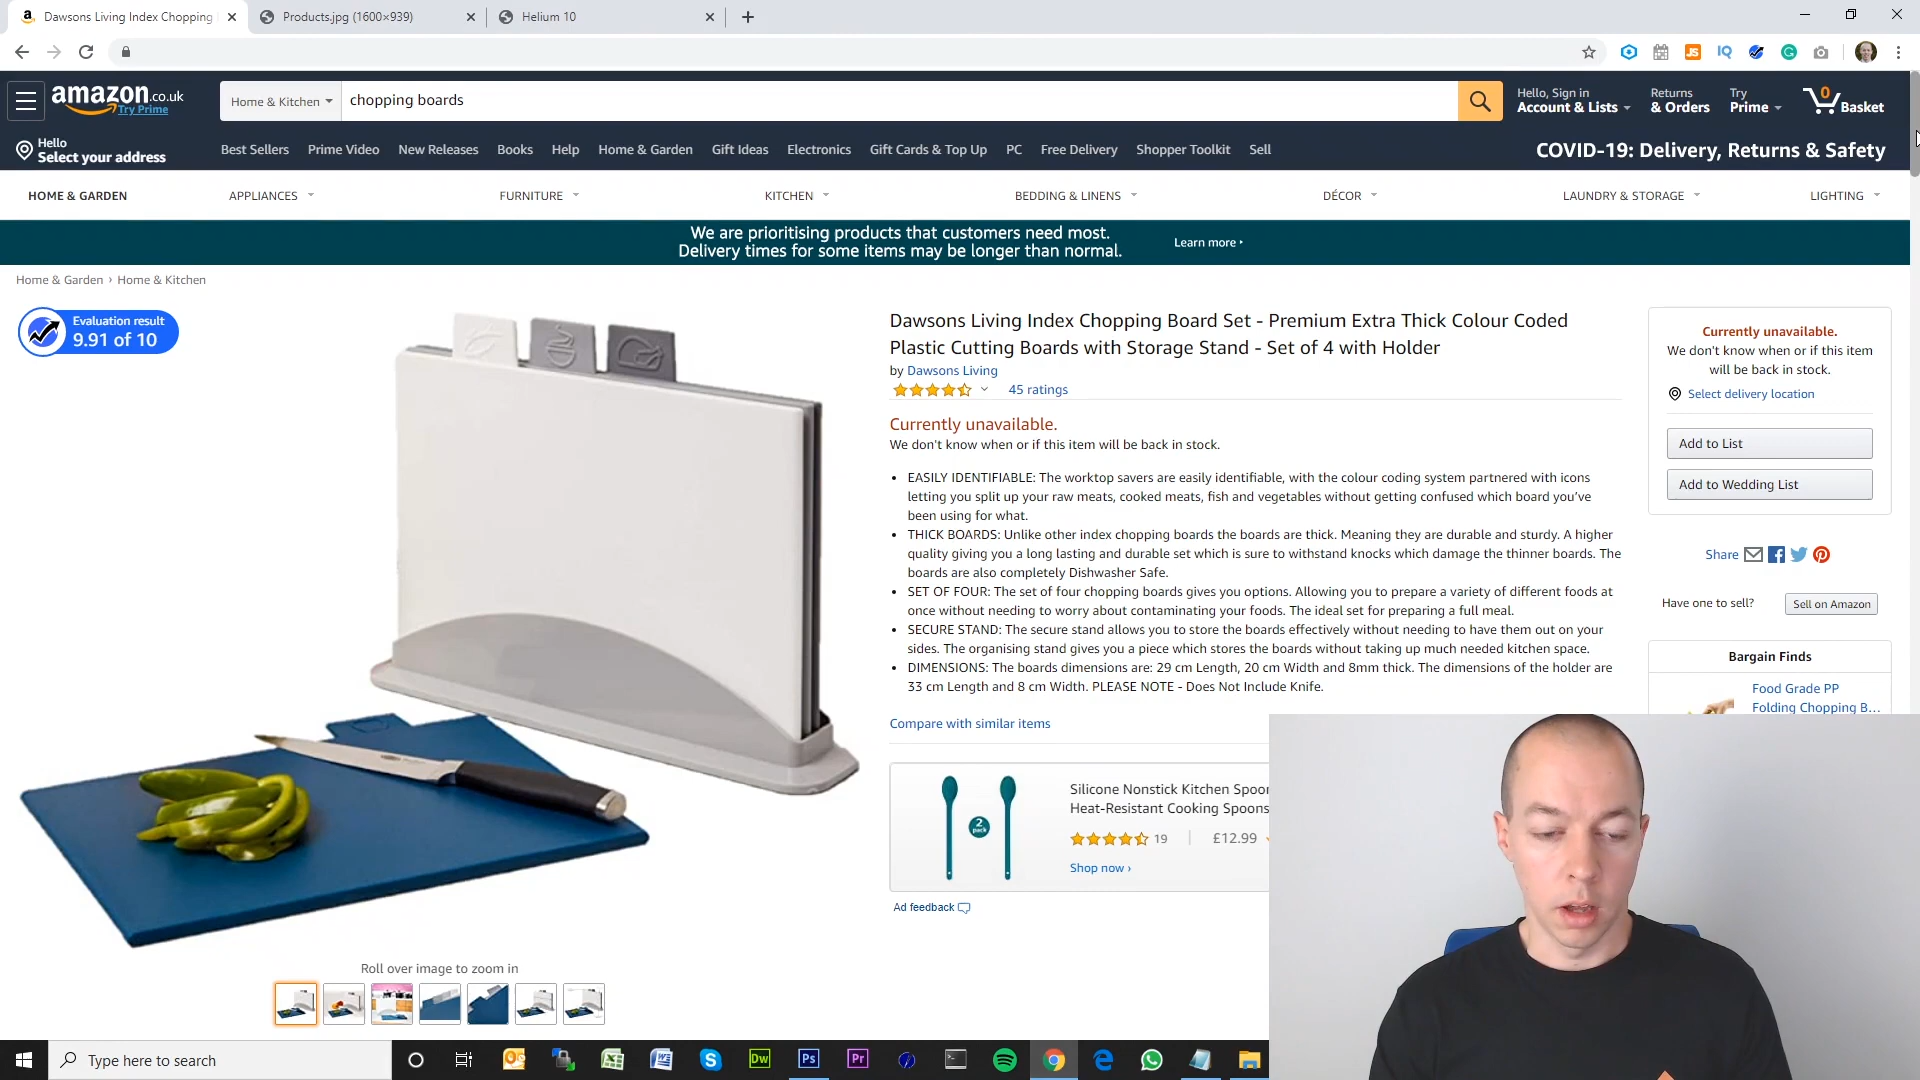 Dawsons Living Index Chopping
Products.jpg (1600×939)
Helium 10
amazon.co.uk
Try Prime
Home & Kitchen
chopping boards
Hello, Sign in
Account & Lists
Returns
& Orders
Try
Prime
0
Basket
Hello
Select your address
Best Sellers
Prime Video
New Releases
Books
Help
Home & Garden
Gift Ideas
Electronics
Gift Cards & Top Up
PC
Free Delivery
Shopper Toolkit
Sell
COVID-19: Delivery, Returns & Safety
HOME & GARDEN
APPLIANCES
FURNITURE
KITCHEN
BEDDING & LINENS
DÉCOR
LAUNDRY & STORAGE
LIGHTING
We are prioritising products that customers need most.
Delivery times for some items may be longer than normal.
Learn more
Home & Garden › Home & Kitchen
Evaluation result
9.91 of 10
Dawsons Living Index Chopping Board Set - Premium Extra Thick Colour Coded
Plastic Cutting Boards with Storage Stand - Set of 4 with Holder
by Dawsons Living
45 ratings
Currently unavailable.
We don't know when or if this item will be back in stock.
• EASILY IDENTIFIABLE: The worktop savers are easily identifiable, with the colour coding system partnered with icons
letting you split up your raw meats, cooked meats, fish and vegetables without getting confused which board you've
been using for what.
• THICK BOARDS: Unlike other index chopping boards the boards are thick. Meaning they are durable and sturdy. A higher
quality giving you a long lasting and durable set which is sure to withstand knocks which damage the thinner boards. The
boards are also completely Dishwasher Safe.
• SET OF FOUR: The set of four chopping boards gives you options. Allowing you to prepare a variety of different foods at
once without needing to worry about contaminating your foods. The ideal set for preparing a full meal.
• SECURE STAND: The secure stand allows you to store the boards effectively without needing to have them out on your
sides. The organising stand gives you a piece which stores the boards without taking up much needed kitchen space.
• DIMENSIONS: The boards dimensions are: 29 cm Length, 20 cm Width and 8mm thick. The dimensions of the holder are
33 cm Length and 8 cm Width. PLEASE NOTE - Does Not Include Knife.
Compare with similar items
2
pack
Silicone Nonstick Kitchen Spoon
Heat-Resistant Cooking Spoons
19
£12.99
Shop now ›
Ad feedback
Currently unavailable.
We don't know when or if this item
will be back in stock.
Select delivery location
Add to List
Add to Wedding List
Share
Have one to sell?
Sell on Amazon
Bargain Finds
Food Grade PP
Folding Chopping B...
Roll over image to zoom in
Type here to search
Dw
Ps
Pr